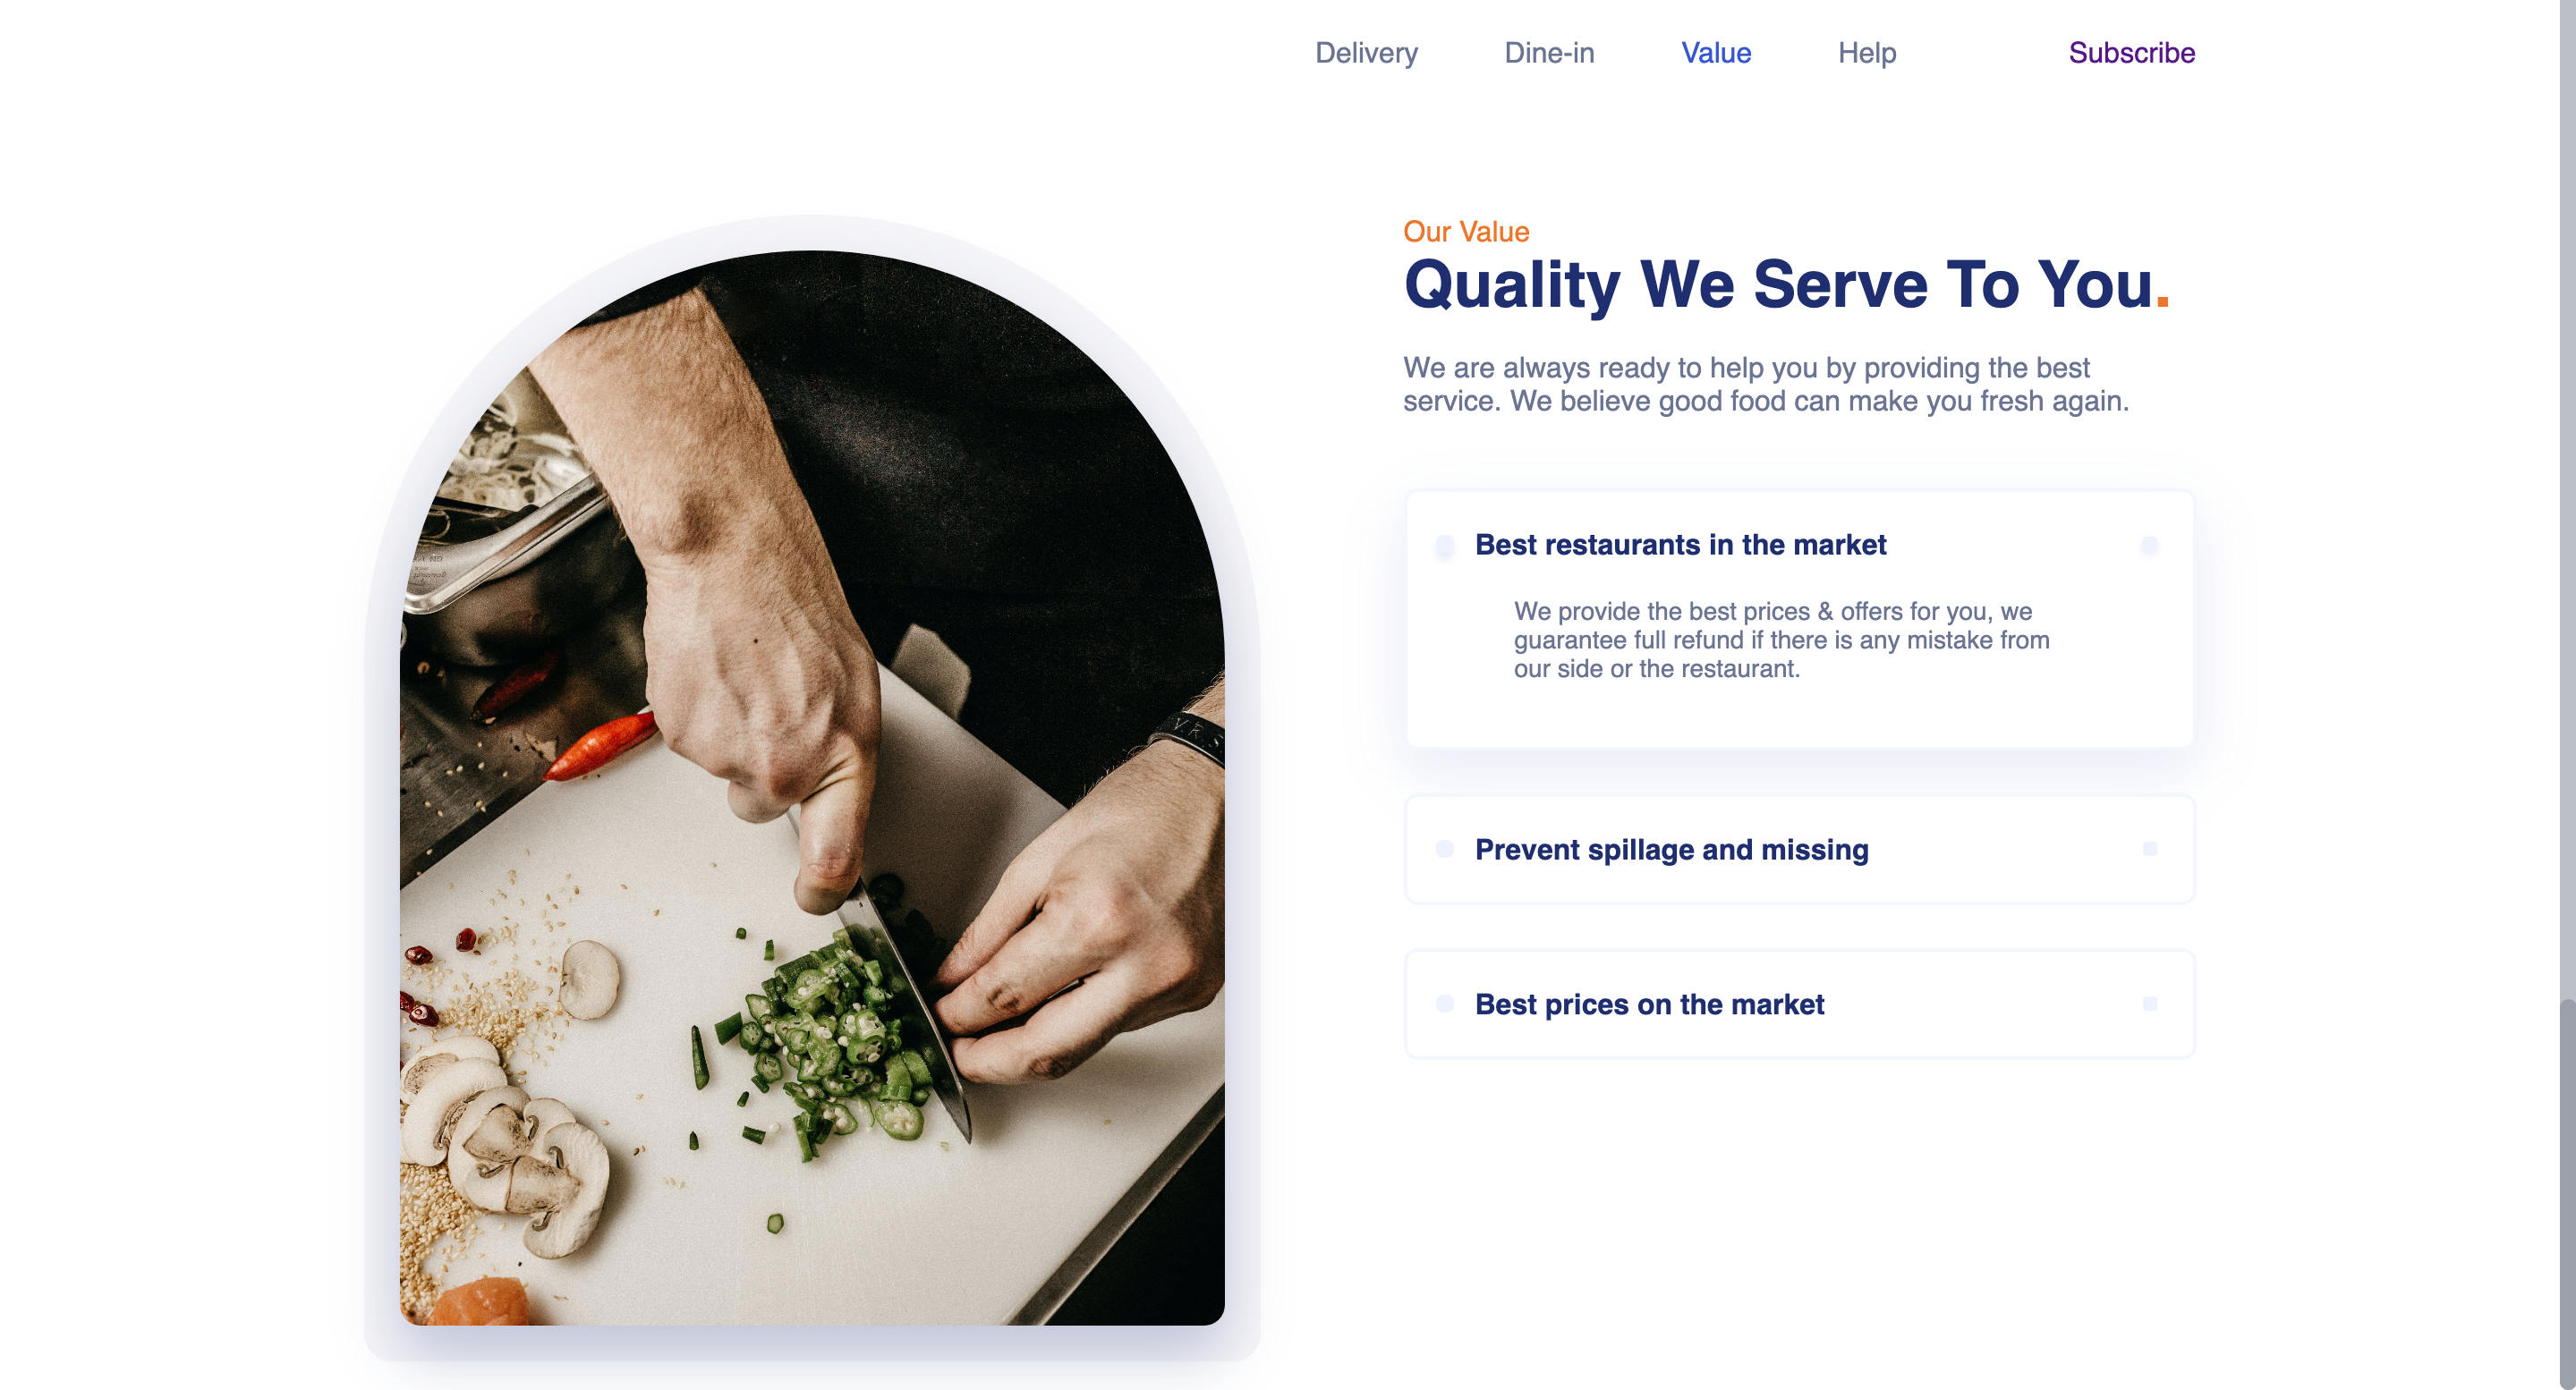 Delivery Dine-in Value Help Subscribe
Our Value
Quality We Serve To You.
We are always ready to help you by providing the best
service. We believe good food can make you fresh again.
Best restaurants in the market
We provide the best prices & offers for you, we
guarantee full refund if there is any mistake from
our side or the restaurant.
Prevent spillage and missing
Best prices on the market